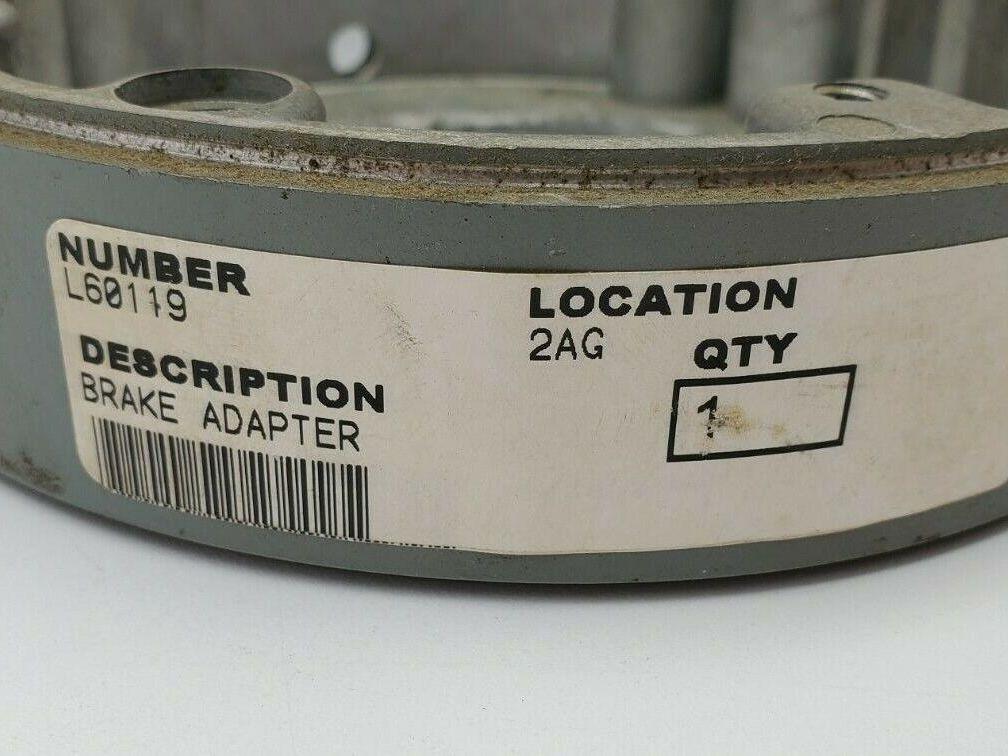 NUMBER
L60119
DESCRIPTION
BRAKE ADAPTER
LOCATION
2AG
QTY
1